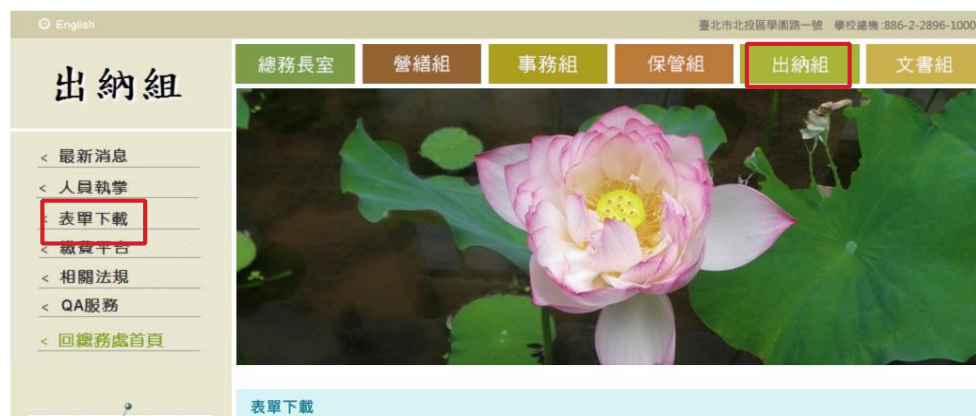 English
臺北市北投區學園路一號 學校總機:886-2-2896-1000
出納組
總務長室 營繕組 事務組 保管組 出納組 文書組
< 最新消息
< 人員執掌
< 表單下載
< 繳費平台
< 相關法規
< QA服務
< 回總務處首頁
表單下載